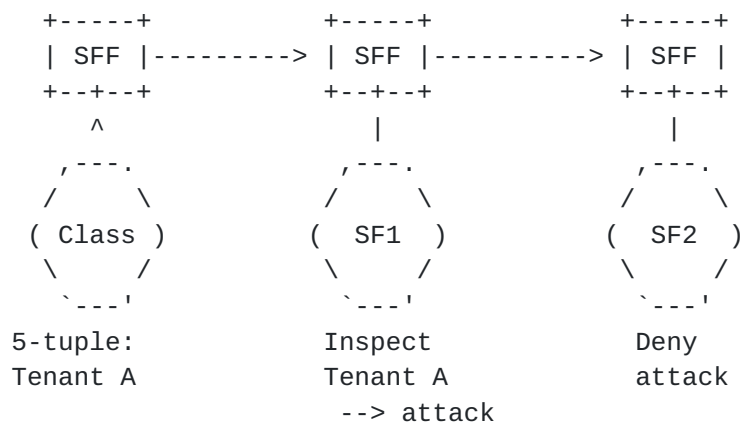 +-----+          +-----+           +-----+
| SFF |---------> | SFF |----------> | SFF |
+--+--+          +--+--+           +--+--+
^                |                 |
,---.            ,---.             ,---.
/     \          /     \           /     \
( Class )        (  SF1  )         (  SF2  )
\     /          \     /           \     /
`---'            `---'             `---'
5-tuple:         Inspect           Deny
Tenant A         Tenant A          attack
--> attack